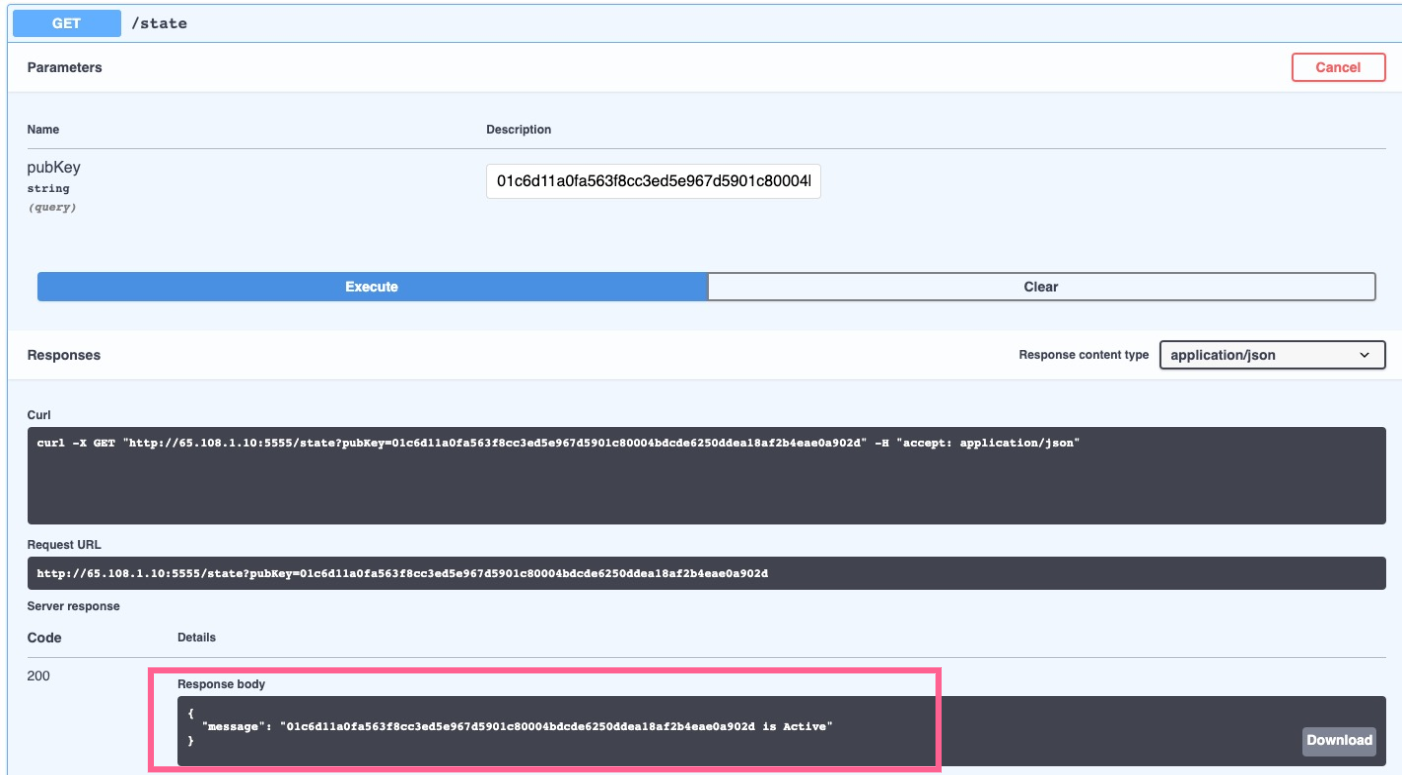 GET /state
Parameters
Cancel
Name Description
pubKey
string
(query)
01c6d11a0fa563f8cc3ed5e967d5901c80004l
Execute Clear
Responses
Response content type application/json
Curl
curl -X GET "http://65.108.1.10:5555/state?pubKey=01c6d11a0fa563f8cc3ed5e967d5901c80004bdcde6250ddea18af2b4eae0a902d" -H "accept: application/json"
Request URL
http://65.108.1.10:5555/state?pubKey=01c6d11a0fa563f8cc3ed5e967d5901c80004bdcde6250ddea18af2b4eae0a902d
Server response
Code Details
200
Response body
{
"message": "01c6d11a0fa563f8cc3ed5e967d5901c80004bdcde6250ddea18af2b4eae0a902d is Active"
}
Download